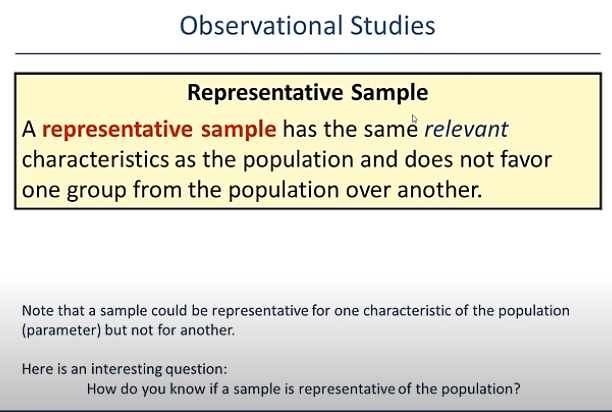 Observational Studies
Representative Sample
A representative sample has the same relevant
characteristics as the population and does not favor
one group from the population over another.
Note that a sample could be representative for one characteristic of the population
(parameter) but not for another.
Here is an interesting question:
How do you know if a sample is representative of the population?